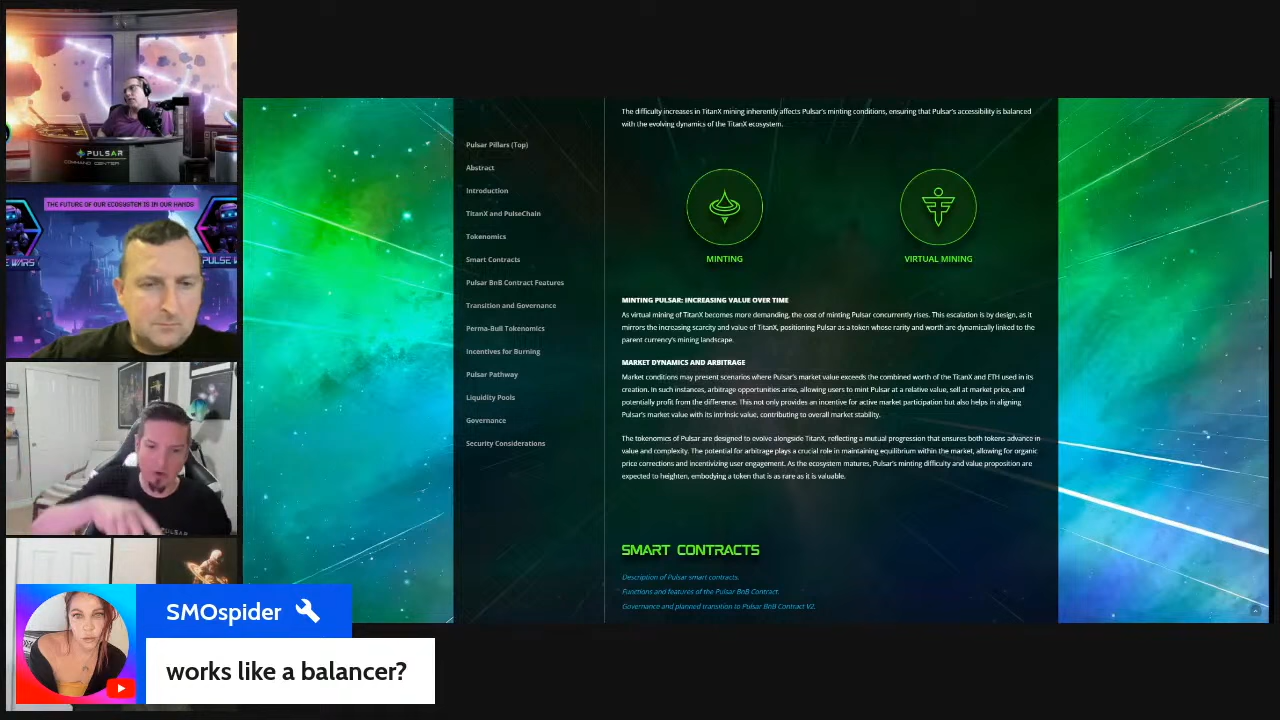 PULSAR
COMMAND CENTER
THE FUTURE OF OUR ECOSYSTEM IS IN OUR HANDS
Pulsar Pillars (Top)
Abstract
Introduction
TitanX and PulseChain
Tokenomics
Smart Contracts
Pulsar BnB Contract Features
Transition and Governance
Perma-Bull Tokenomics
Incentives for Burning
Pulsar Pathway
Liquidity Pools
Governance
Security Considerations
The difficulty increases in TitanX mining inherently affects Pulsar's minting conditions, ensuring that Pulsar's accessibility is balanced
with the evolving dynamics of the TitanX ecosystem.
MINTING
VIRTUAL MINING
MINTING PULSAR: INCREASING VALUE OVER TIME
As virtual mining of TitanX becomes more demanding, the cost of minting Pulsar concurrently rises. This escalation is by design, as it
mirrors the increasing scarcity and value of TitanX, positioning Pulsar as a token whose rarity and worth are dynamically linked to the
parent currency's mining landscape.
MARKET DYNAMICS AND ARBITRAGE
Market conditions may present scenarios where Pulsar's market value exceeds the combined worth of the TitanX and ETH used in its
creation. In such instances, arbitrage opportunities arise, allowing users to mint Pulsar at a relative value, sell at market price, and
potentially profit from the difference. This not only provides an incentive for active market participation but also helps in aligning
Pulsar's market value with its intrinsic value, contributing to overall market stability.
The tokenomics of Pulsar are designed to evolve alongside TitanX, reflecting a mutual progression that ensures both tokens advance in
value and complexity. The potential for arbitrage plays a crucial role in maintaining equilibrium within the market, allowing for organic
price corrections and incentivizing user engagement. As the ecosystem matures, Pulsar's minting difficulty and value proposition are
expected to heighten, embodying a token that is as rare as it is valuable.
SMART CONTRACTS
Description of Pulsar smart contracts.
Functions and features of the Pulsar BnB Contract.
Governance and planned transition to Pulsar BnB Contract V2.
SMOspider
works like a balancer?